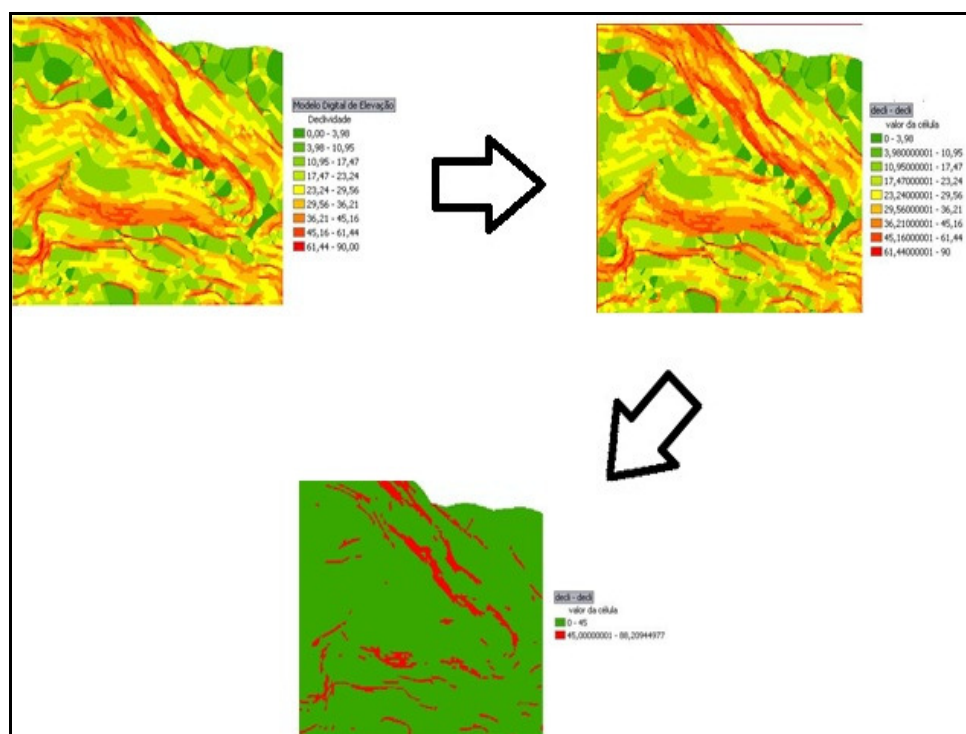 Modelo Digital de Elevação
Declividade
0,00 - 3,98
3,98 - 10,95
10,95 - 17,47
17,47 - 23,24
23,24 - 29,56
29,56 - 36,21
36,21 - 45,16
45,16 - 61,44
61,44 - 90,00
decli - decli
valor da célula
0 - 3,98
3,980000001 - 10,95
10,95000001 - 17,47
17,47000001 - 23,24
23,24000001 - 29,56
29,56000001 - 36,21
36,21000001 - 45,16
45,16000001 - 61,44
61,44000001 - 90
decli - decli
valor da célula
0 - 45
45,00000001 - 88,20944977